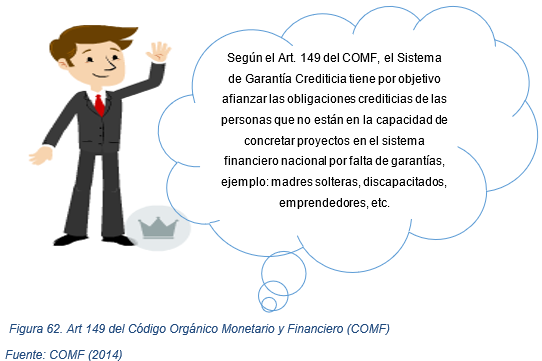 Según el Art. 149 del COMF, el Sistema
de Garantía Crediticia tiene por objetivo
afianzar las obligaciones crediticias de las
personas que no están en la capacidad de
concretar proyectos en el sistema
financiero nacional por falta de garantías,
ejemplo: madres solteras, discapacitados,
emprendedores, etc.
Figura 62. Art 149 del Código Orgánico Monetario y Financiero (COMF)
Fuente: COMF (2014)